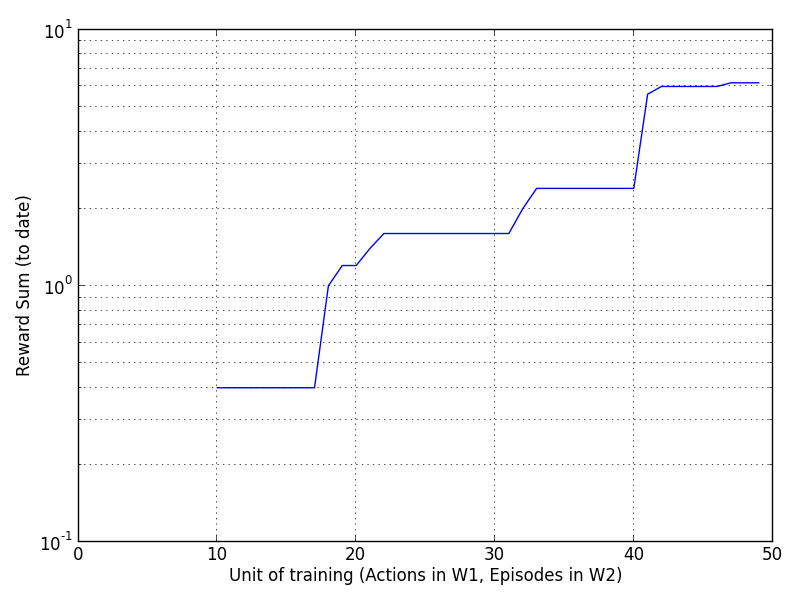 10^1
10^0
10^-1
Reward Sum (to date)
0 10 20 30 40 50
Unit of training (Actions in W1, Episodes in W2)